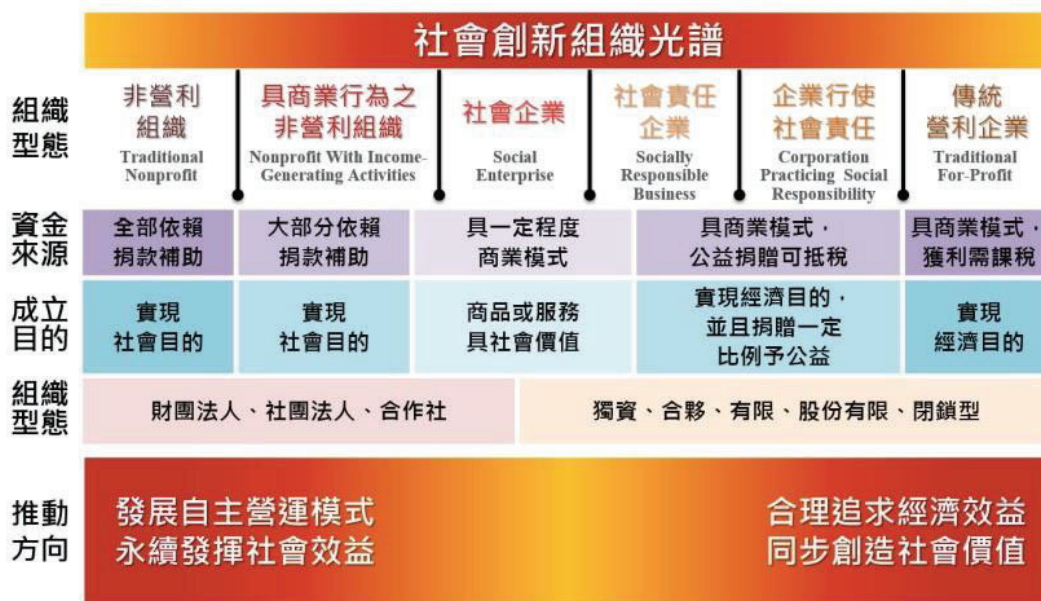 社會創新組織光譜
組織
型態
非營利
組織
Traditional
Nonprofit
具商業行為之
非營利組織
Nonprofit With Income-
Generating Activities
社會企業
Social
Enterprise
社會責任
企業
Socially
Responsible
Business
企業行使
社會責任
Corporation
Practicing Social
Responsibility
傳統
營利企業
Traditional
For-Profit
資金
來源
全部依賴
捐款補助
大部分依賴
捐款補助
具一定程度
商業模式
具商業模式，
公益捐贈可抵稅
具商業模式，
獲利需課稅
成立
目的
實現
社會目的
實現
社會目的
商品或服務
具社會價值
實現經濟目的，
並且捐贈一定
比例予公益
實現
經濟目的
組織
型態
財團法人、社團法人、合作社
獨資、合夥、有限、股份有限、閉鎖型
推動
方向
發展自主營運模式
永續發揮社會效益
合理追求經濟效益
同步創造社會價值